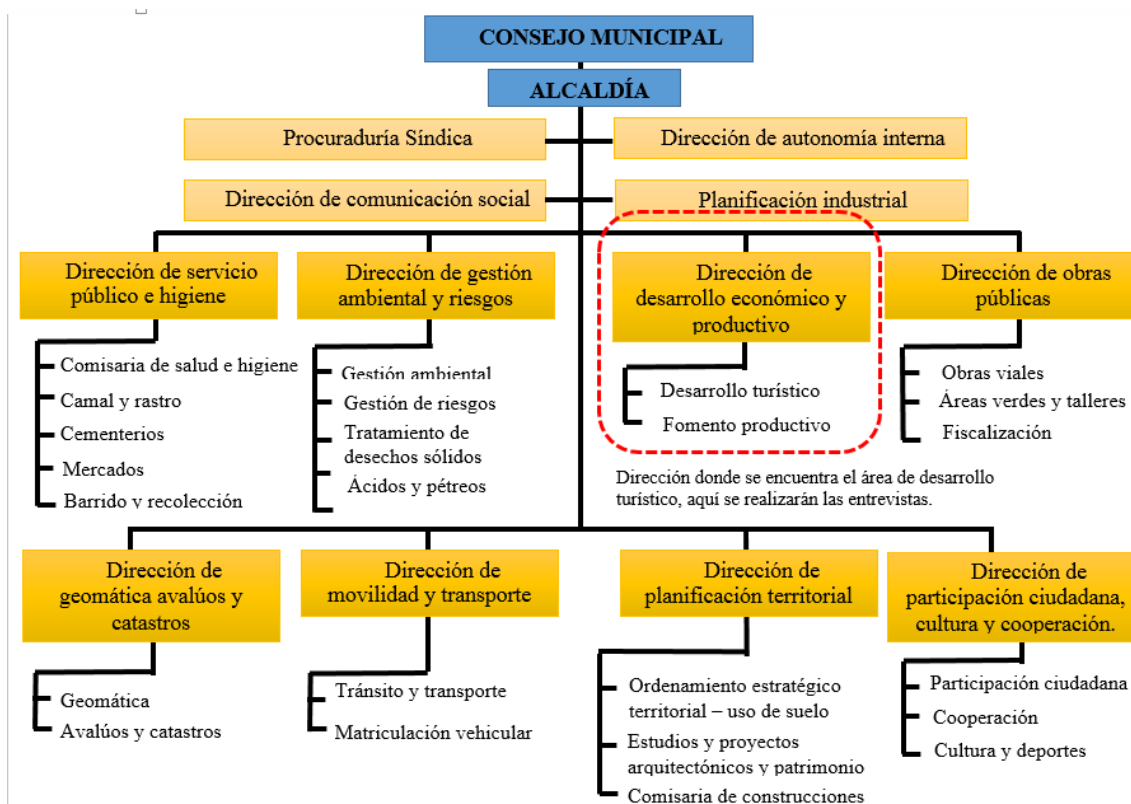 CONSEJO MUNICIPAL
ALCALDÍA
Procuraduría Síndica
Dirección de autonomía interna
Dirección de comunicación social
Planificación industrial
Dirección de servicio
público e higiene
Comisaria de salud e higiene
Camal y rastro
Cementerios
Mercados
Barrido y recolección
Dirección de gestión
ambiental y riesgos
Gestión ambiental
Gestión de riesgos
Tratamiento de
desechos sólidos
Ácidos y pétreos
Dirección de
desarrollo económico y
productivo
Desarrollo turístico
Fomento productivo
Dirección donde se encuentra el área de desarrollo
turístico, aquí se realizarán las entrevistas.
Dirección de obras
públicas
Obras viales
Áreas verdes y talleres
Fiscalización
Dirección de
geomática avalúos y
catastros
Geomática
Avalúos y catastros
Dirección de
movilidad y transporte
Tránsito y transporte
Matriculación vehicular
Dirección de
planificación territorial
Ordenamiento estratégico
territorial – uso de suelo
Estudios y proyectos
arquitectónicos y patrimonio
Comisaria de construcciones
Dirección de
participación ciudadana,
cultura y cooperación.
Participación ciudadana
Cooperación
Cultura y deportes